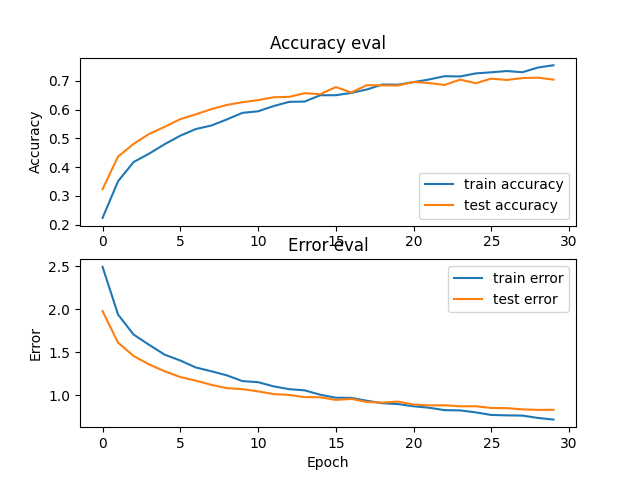 Accuracy eval
0.7
0.6
0.5
0.4
0.3
0.2
Accuracy
train accuracy
test accuracy
0 5 10 15 20 25 30
Error eval
2.5
2.0
1.5
1.0
Error
train error
test error
0 5 10 15 20 25 30
Epoch